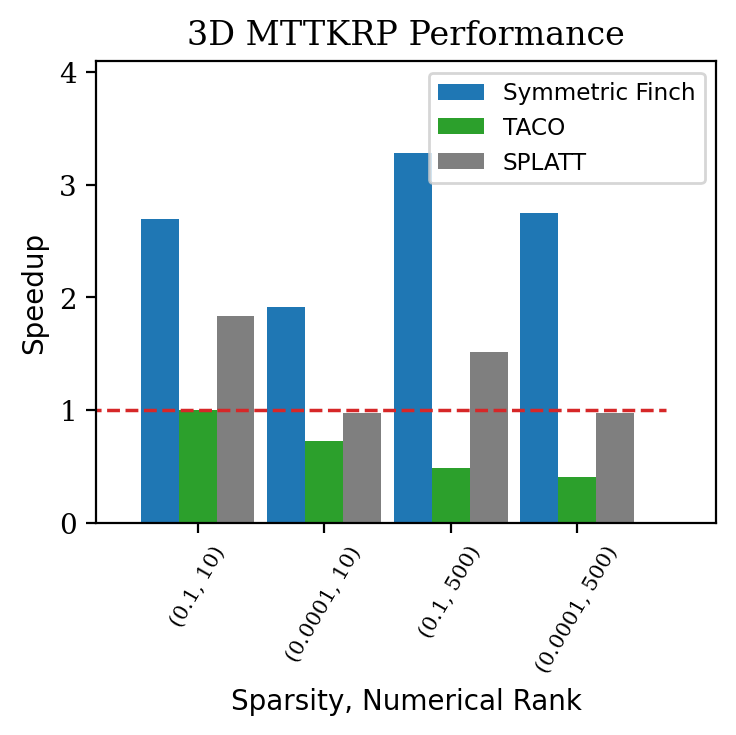 3D MTTKRP Performance
Symmetric Finch
TACO
SPLATT
4
3
2
1
0
Speedup
(0.1, 10)
(0.0001, 10)
(0.1, 500)
(0.0001, 500)
Sparsity, Numerical Rank